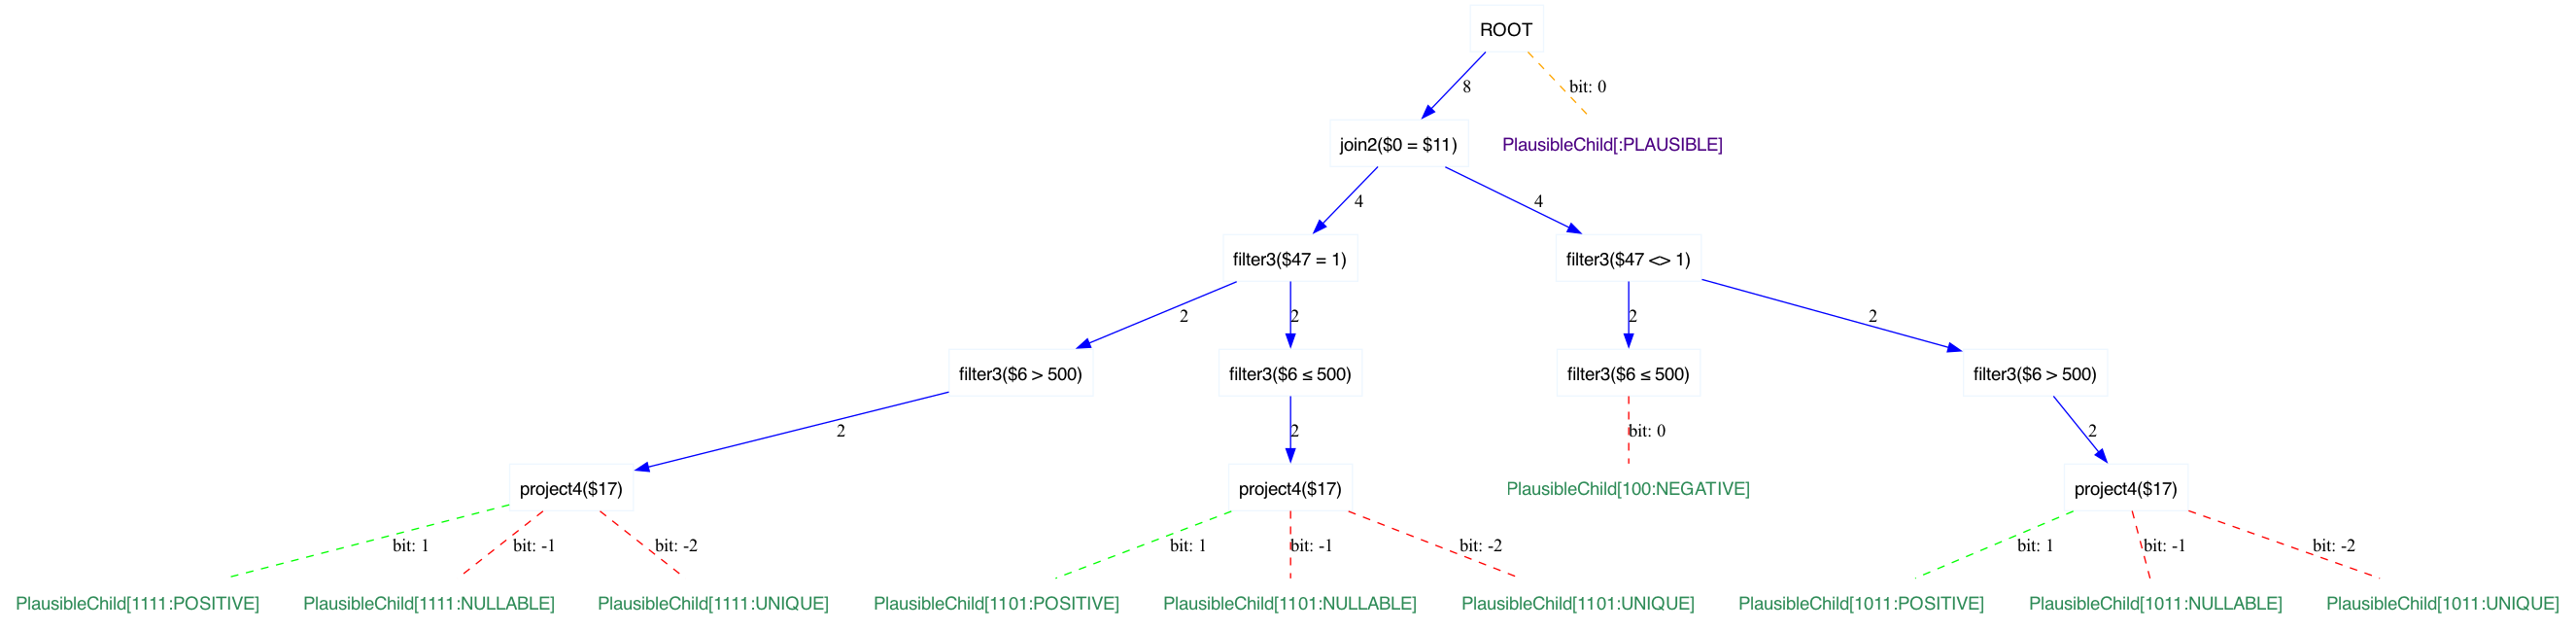 ROOT
8
bit: 0
join2($0 = $11)
PlausibleChild[:PLAUSIBLE]
4
4
filter3($47 = 1)
filter3($47 <> 1)
2
2
2
2
filter3($6 > 500)
filter3($6 ≤ 500)
filter3($6 ≤ 500)
filter3($6 > 500)
2
2
bit: 0
2
project4($17)
project4($17)
PlausibleChild[100:NEGATIVE]
project4($17)
bit: 1
bit: -1
bit: -2
bit: 1
bit: -1
bit: -2
bit: 1
bit: -1
bit: -2
PlausibleChild[1111:POSITIVE]
PlausibleChild[1111:NULLABLE]
PlausibleChild[1111:UNIQUE]
PlausibleChild[1101:POSITIVE]
PlausibleChild[1101:NULLABLE]
PlausibleChild[1101:UNIQUE]
PlausibleChild[1011:POSITIVE]
PlausibleChild[1011:NULLABLE]
PlausibleChild[1011:UNIQUE]